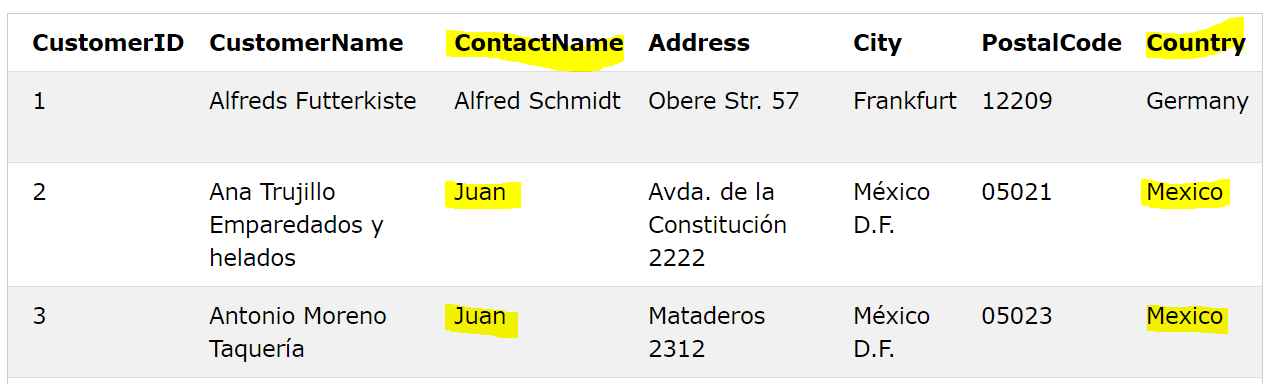 CustomerID CustomerName ContactName Address City PostalCode Country
1 Alfreds Futterkiste Alfred Schmidt Obere Str. 57 Frankfurt 12209 Germany
2 Ana Trujillo Juan Avda. de la México 05021 Mexico
Emparedados y Constitución D.F.
helados 2222
3 Antonio Moreno Juan Mataderos México 05023 Mexico
Taquería 2312 D.F.